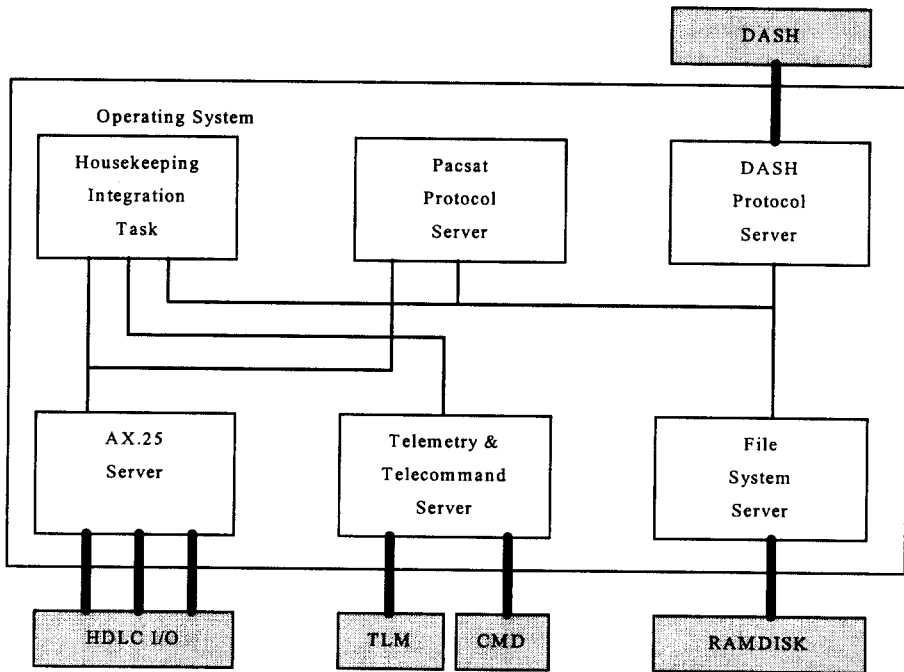 DASH
Operating System
Housekeeping
Integration
Task
Pacsat
Protocol
Server
DASH
Protocol
Server
AX.25
Server
Telemetry &
Telecommand
Server
File
System
Server
HDLC I/O
TLM
CMD
RAMDISK